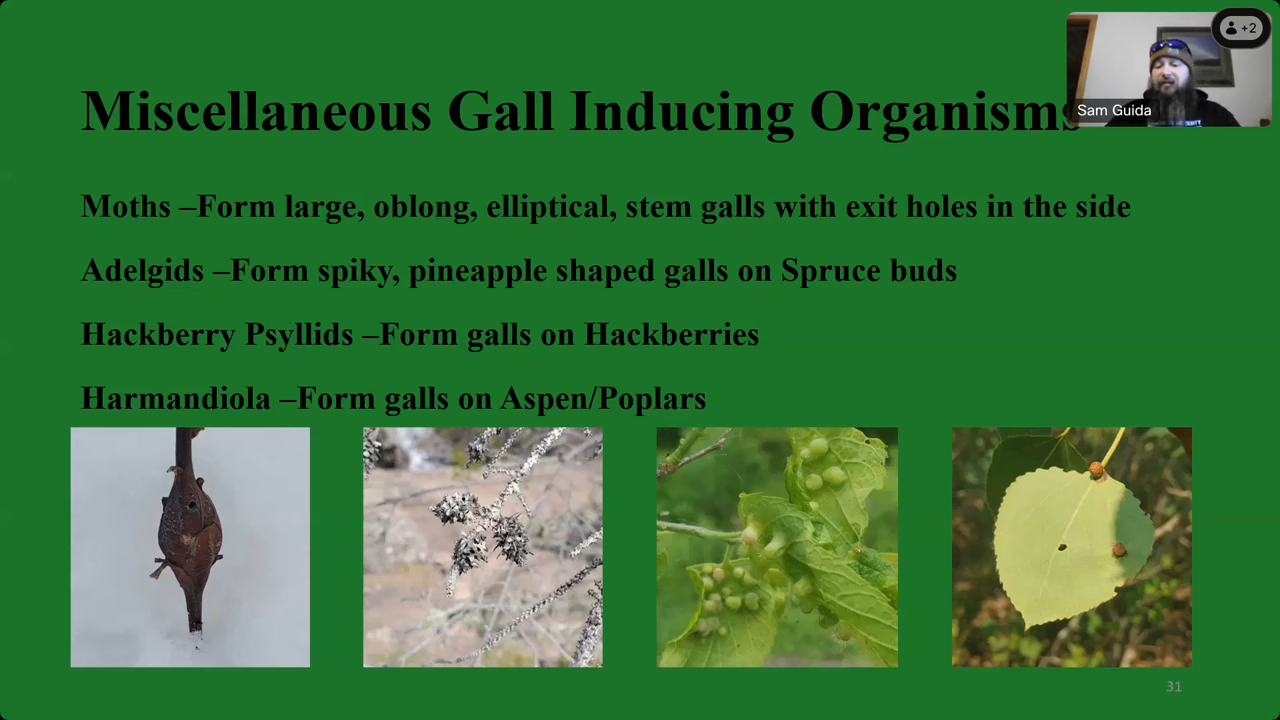 Miscellaneous Gall Inducing Organisms
+2
Sam Guida
Moths –Form large, oblong, elliptical, stem galls with exit holes in the side
Adelgids –Form spiky, pineapple shaped galls on Spruce buds
Hackberry Psyllids –Form galls on Hackberries
Harmandiola –Form galls on Aspen/Poplars
31